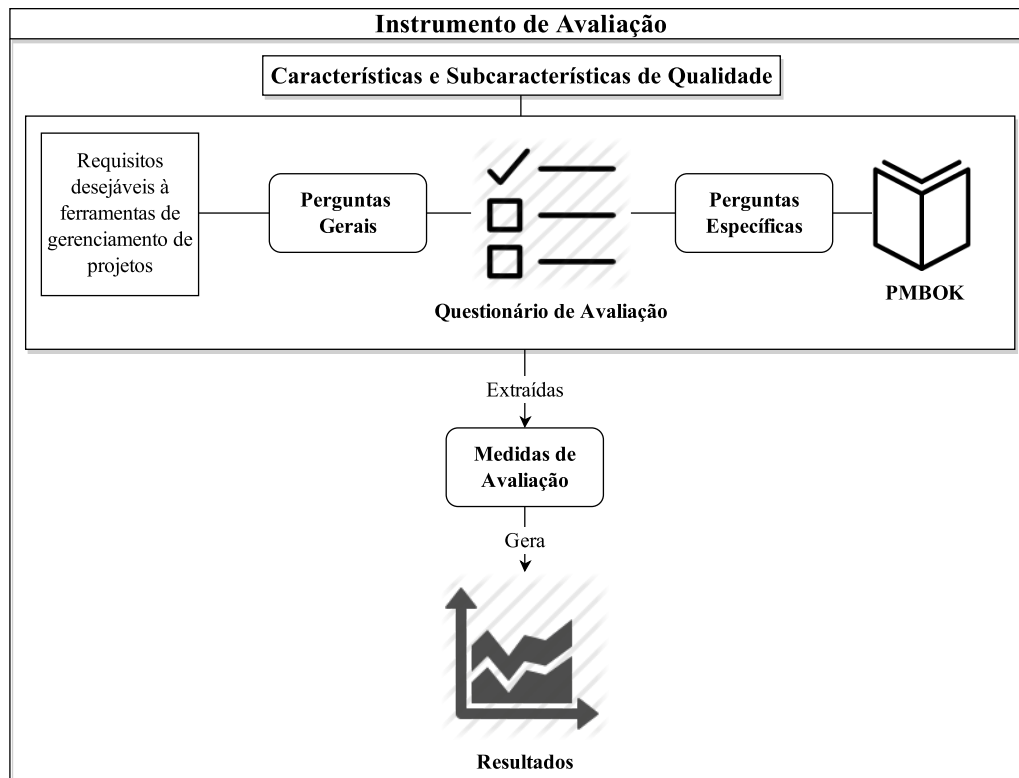 Instrumento de Avaliação
Características e Subcaracterísticas de Qualidade
Requisitos
desejáveis à
ferramentas de
gerenciamento de
projetos
Perguntas
Gerais
Questionário de Avaliação
Perguntas
Específicas
PMBOK
Extraídas
Medidas de
Avaliação
Gera
Resultados